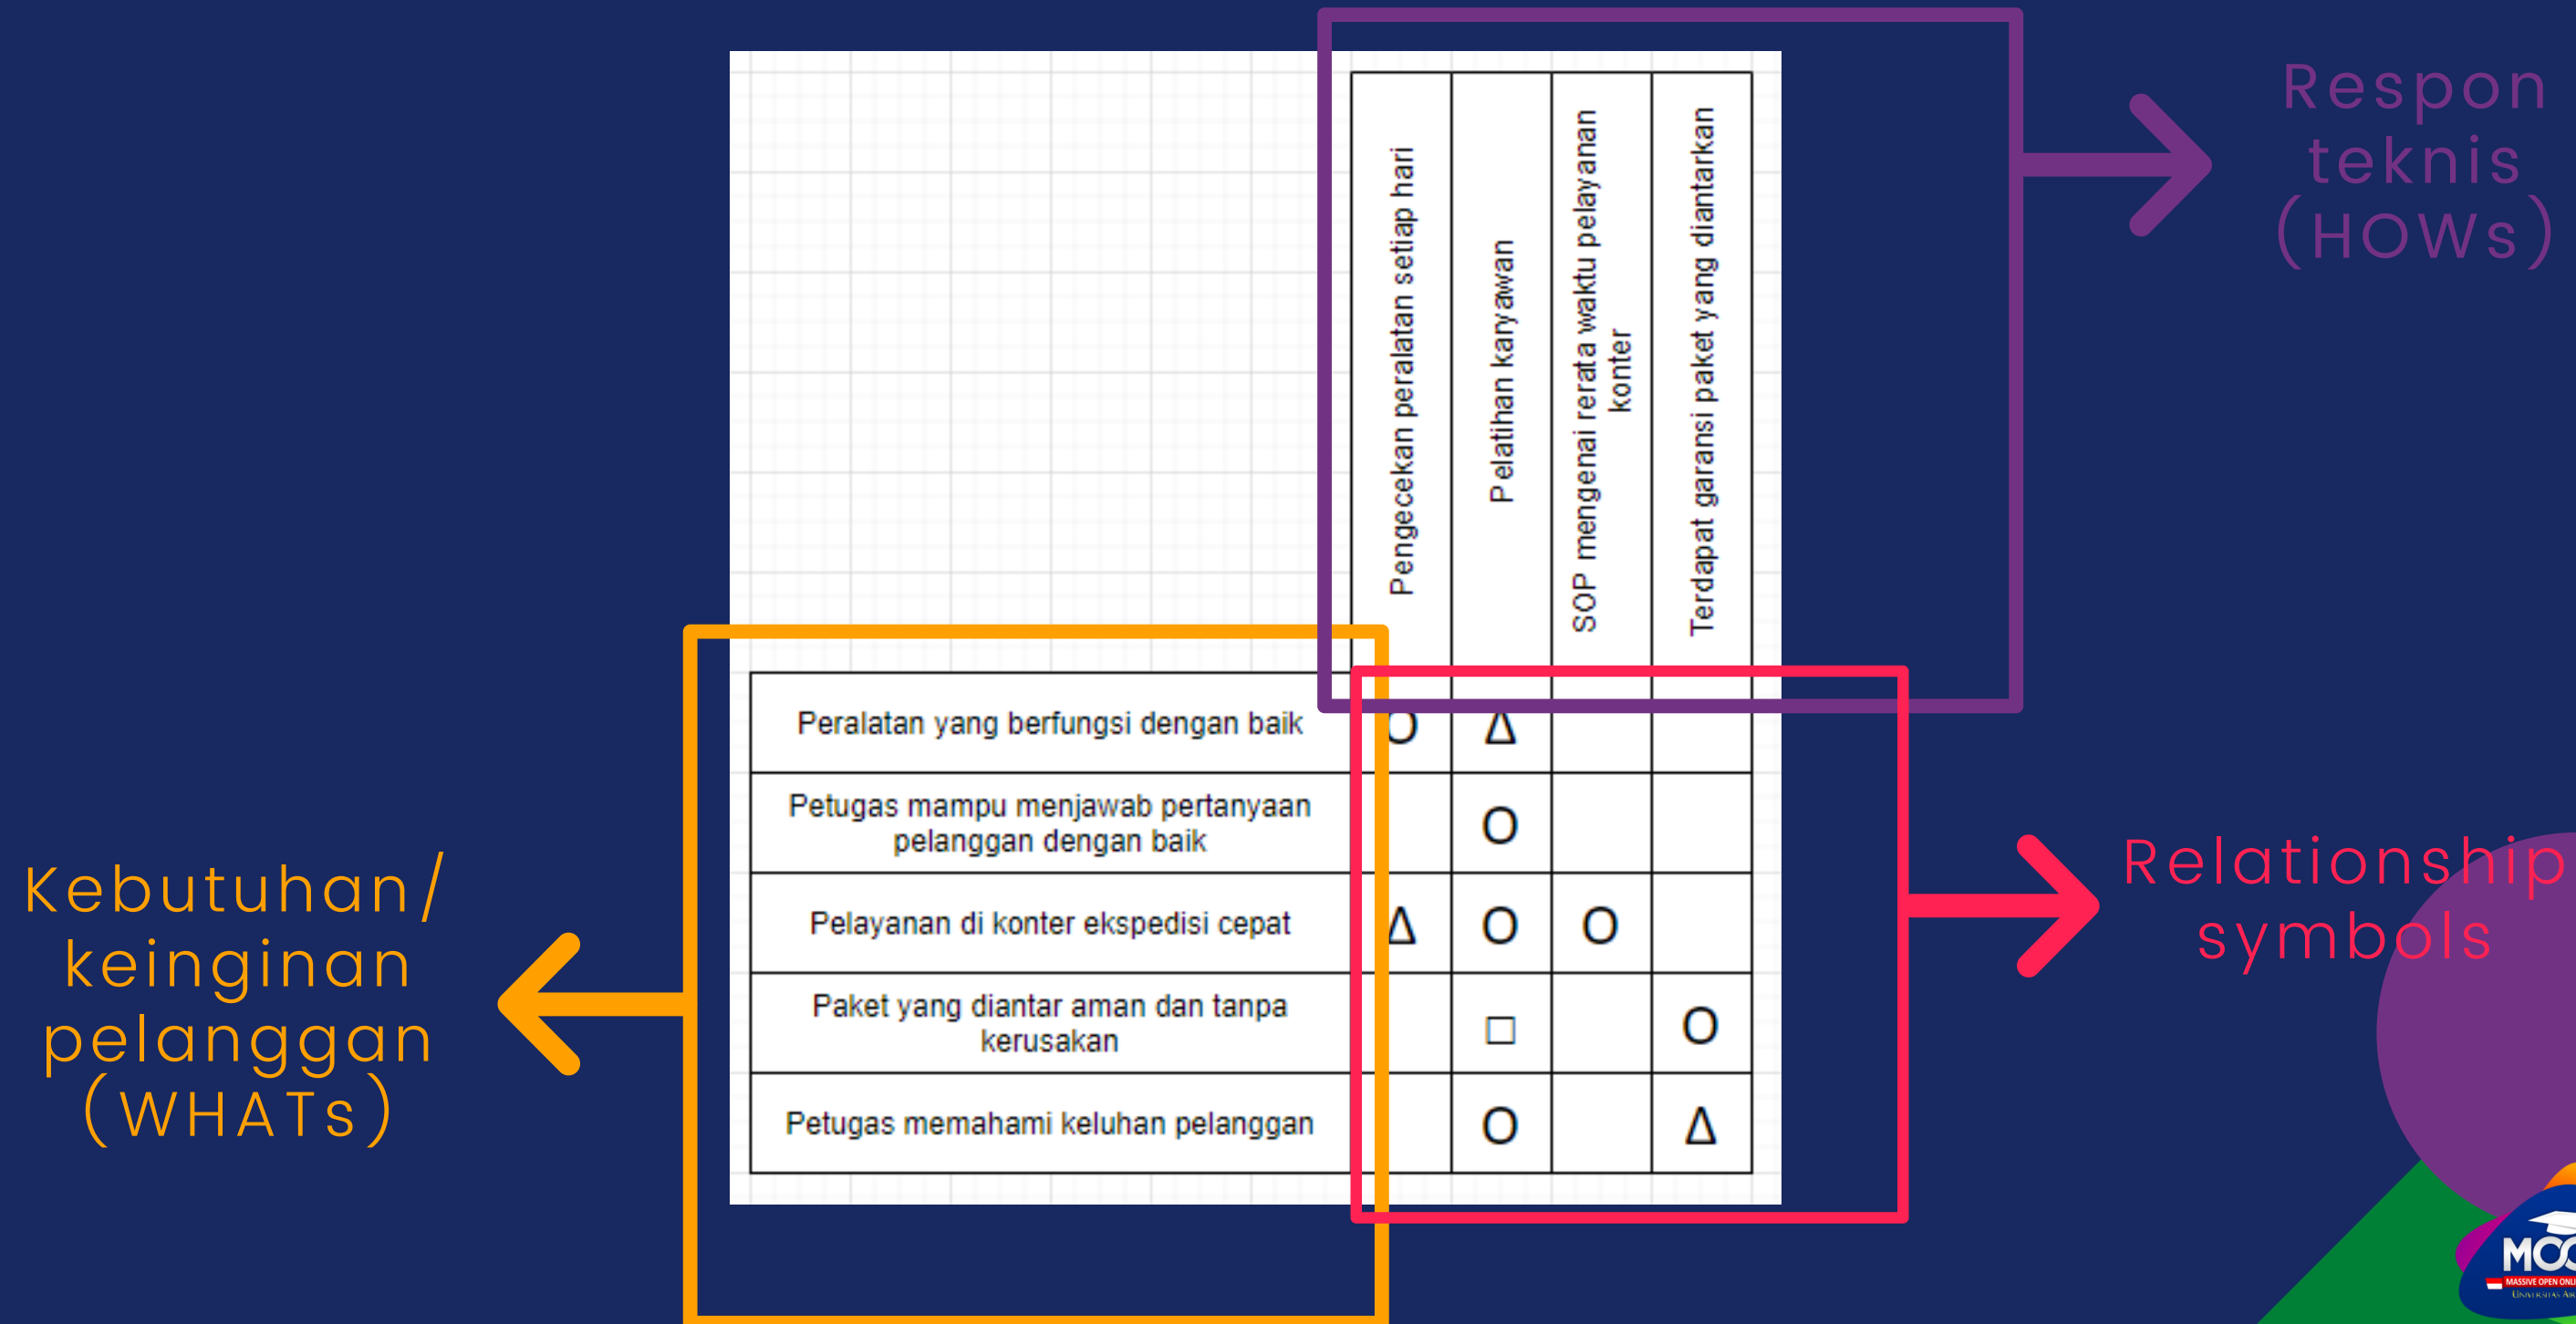 Respon
teknis
(HOWs)
Pengecekan peralatan setiap hari
Pelatihan karyawan
SOP mengenai rerata waktu pelayanan
konter
Terdapat garansi paket yang diantarkan
Kebutuhan/
keinginan
pelanggan
(WHATs)
Peralatan yang berfungsi dengan baik O Δ
Petugas mampu menjawab pertanyaan
pelanggan dengan baik O
Pelayanan di konter ekspedisi cepat Δ O O
Paket yang diantar aman dan tanpa
kerusakan □ O
Petugas memahami keluhan pelanggan O Δ
Relationship
symbols
MASSIVE OPEN